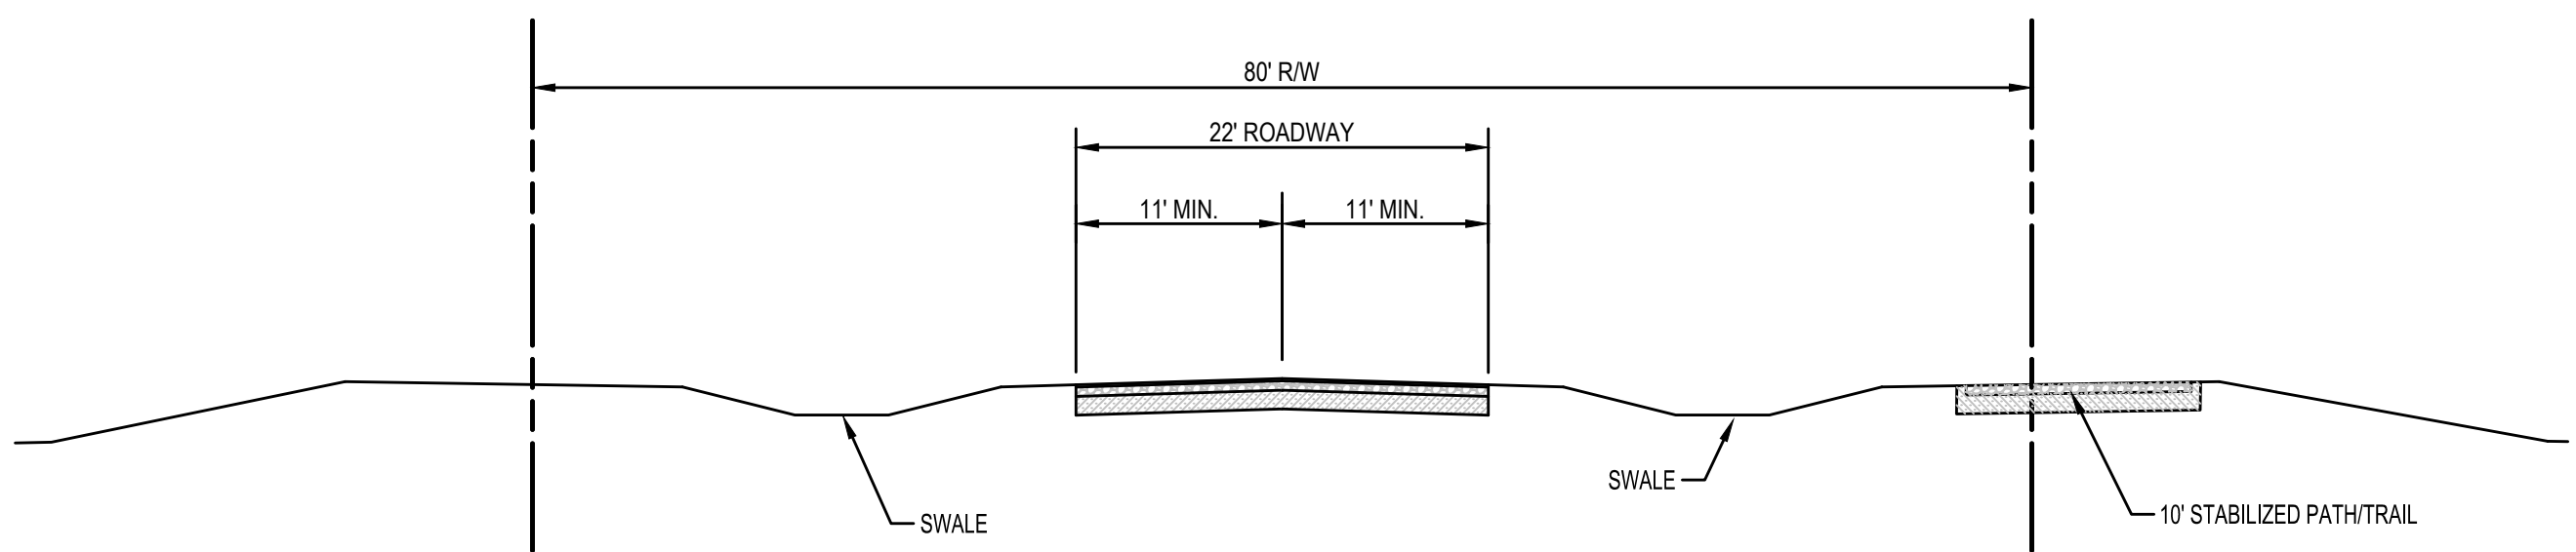 80' R/W
22' ROADWAY
11' MIN.
11' MIN.
SWALE
SWALE
10' STABILIZED PATH/TRAIL